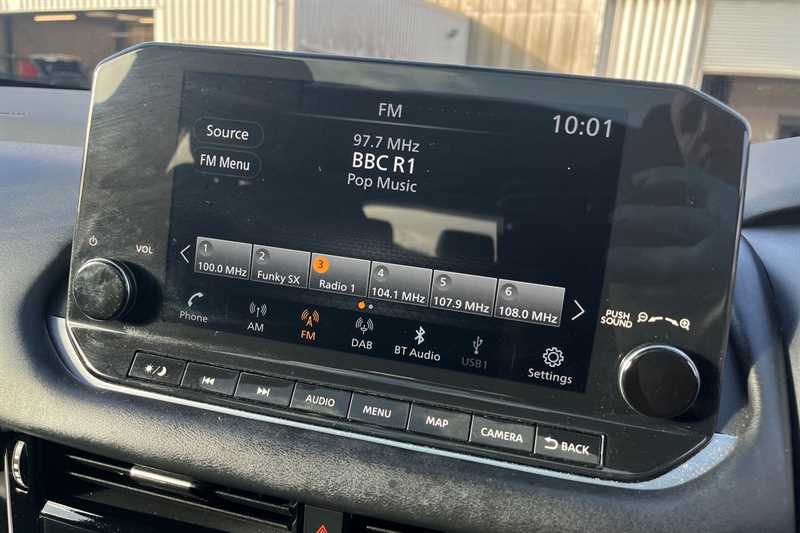 FM
10:01
Source
97.7 MHz
BBC R1
FM Menu
Pop Music
VOL
1
100.0 MHz
2
Funky SX
3
Radio 1
4
104.1 MHz
5
107.9 MHz
6
108.0 MHz
PUSH
SOUND
Phone
AM
A
FM
DAB
BT Audio
USB1
Settings
AUDIO
MENU
MAP
CAMERA
BACK